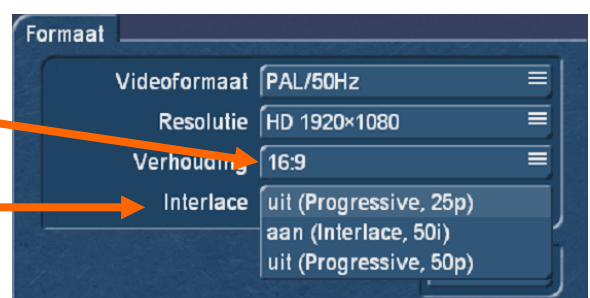 Formaat
Videoformaat PAL/50Hz
Resolutie HD 1920×1080
Verhouding 16:9
Interlace uit (Progressive, 25p)
aan (Interlace, 50i)
uit (Progressive, 50p)